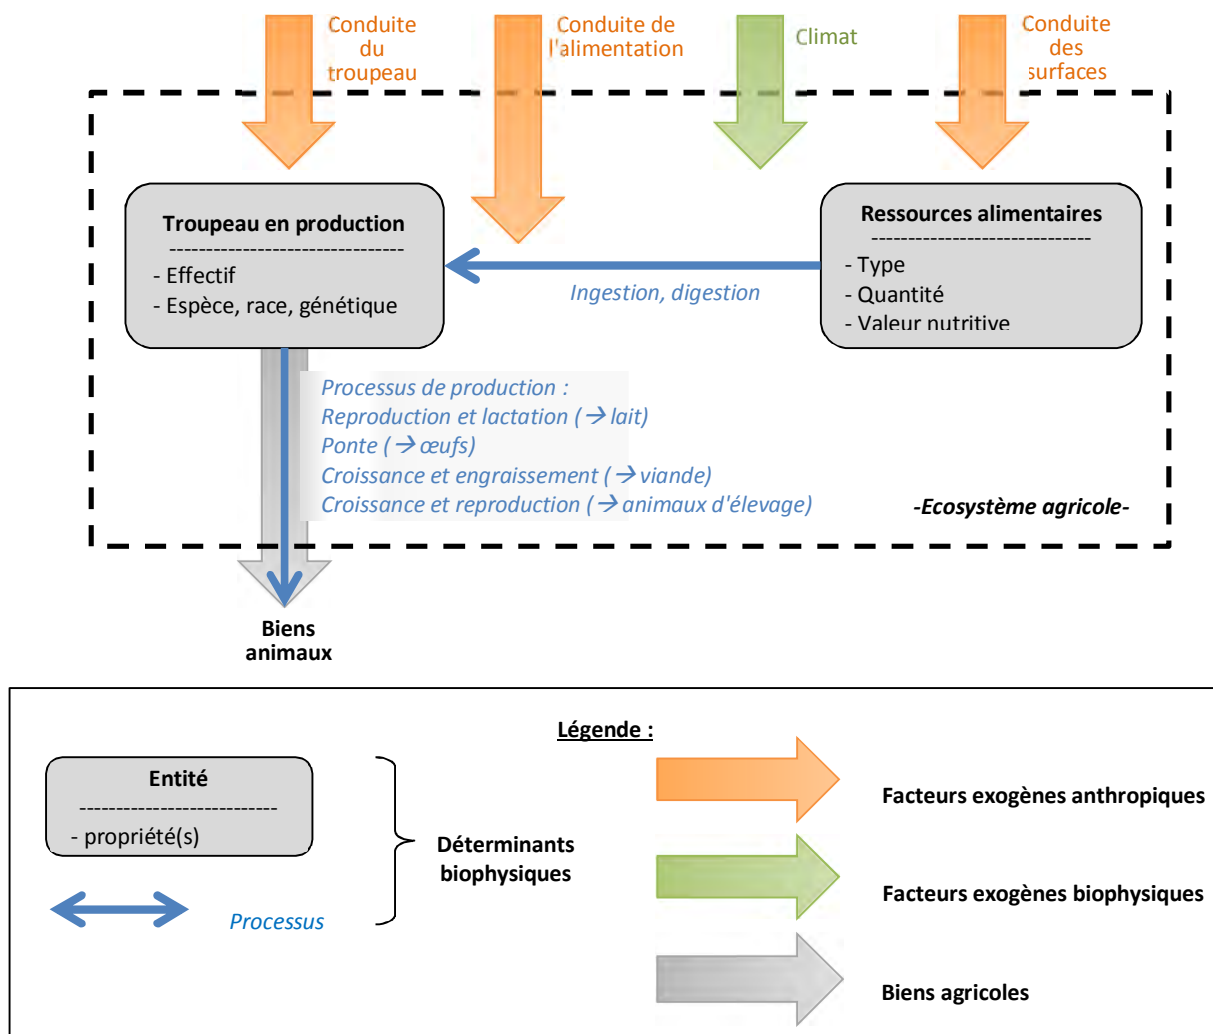 Conduite
du
troupeau
Conduite de
l'alimentation
Climat
Conduite
des
surfaces
Troupeau en production
--------------------------------
- Effectif
- Espèce, race, génétique
Ressources alimentaires
------------------------------
- Type
- Quantité
- Valeur nutritive
Ingestion, digestion
Processus de production :
Reproduction et lactation (→ lait)
Ponte (→ œufs)
Croissance et engraissement (→ viande)
Croissance et reproduction (→ animaux d'élevage)
-Ecosystème agricole-
Biens
animaux
Légende :
Entité
---------------------------
- propriété(s)
Processus
Déterminants
biophysiques
Facteurs exogènes anthropiques
Facteurs exogènes biophysiques
Biens agricoles